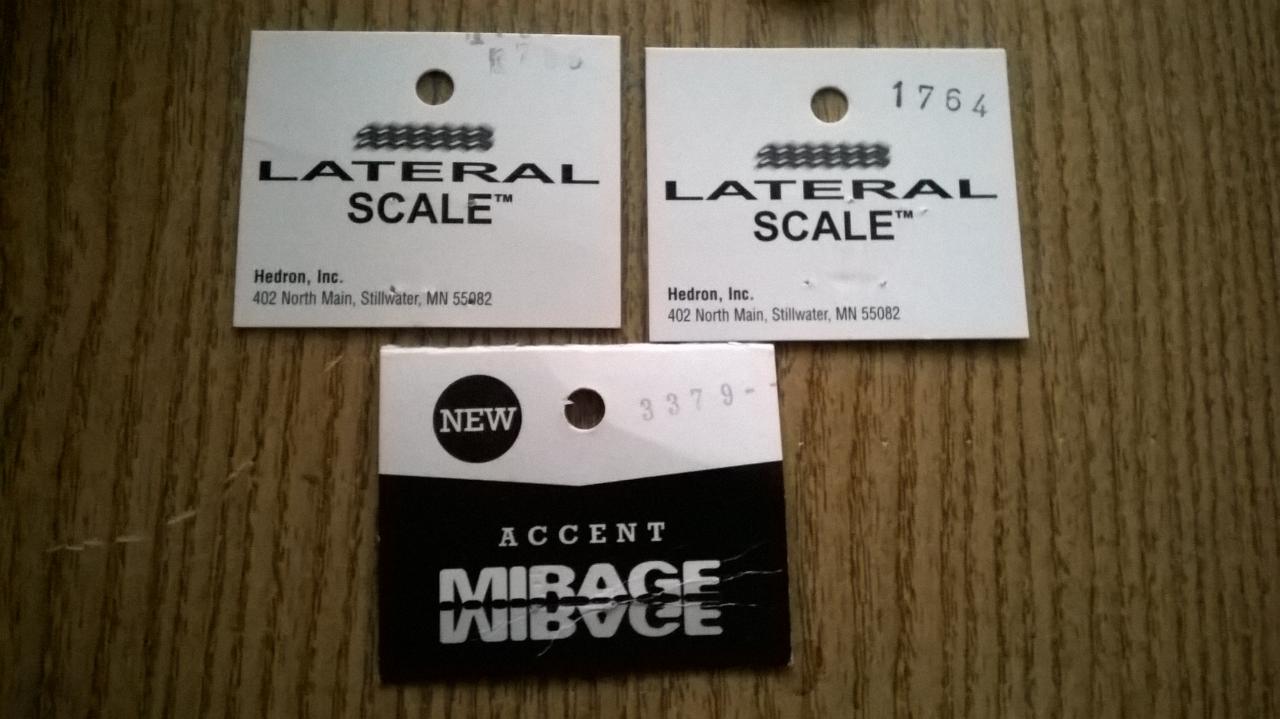 LATERAL
SCALE™
Hedron, Inc.
402 North Main, Stillwater, MN 55082
1764
LATERAL
SCALE™
Hedron, Inc.
402 North Main, Stillwater, MN 55082
NEW
3379-
ACCENT
MIRAGE